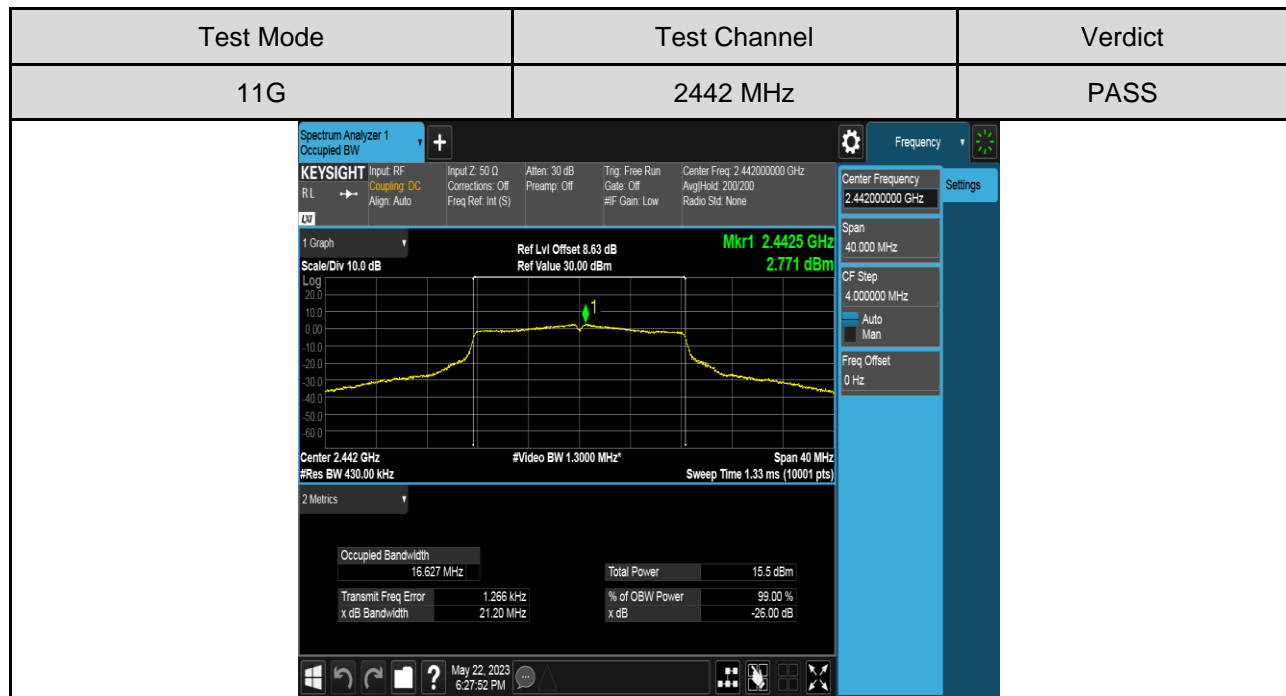 Test Mode Test Channel Verdict
11G 2442 MHz PASS
Spectrum Analyzer 1
Occupied BW
+
Frequency
KEYSIGHT
R L
LXI
Input: RF
Coupling: DC
Align: Auto
Input Z: 50 Ω
Corrections: Off
Freq Ref: Int (S)
Atten: 30 dB
Preamp: Off
Trig: Free Run
Gate: Off
#IF Gain: Low
Center Freq: 2.442000000 GHz
Avg|Hold: 200/200
Radio Std: None
Center Frequency
2.442000000 GHz
Settings
Span
40.000 MHz
CF Step
4.000000 MHz
Auto
Man
Freq Offset
0 Hz
1 Graph
Scale/Div 10.0 dB
Ref Lvl Offset 8.63 dB
Ref Value 30.00 dBm
Mkr1 2.4425 GHz
2.771 dBm
Log
20.0
10.0
0.00
-10.0
-20.0
-30.0
-40.0
-50.0
-60.0
1
Center 2.442 GHz #Video BW 1.3000 MHz* Span 40 MHz
#Res BW 430.00 kHz Sweep Time 1.33 ms (10001 pts)
2 Metrics
Occupied Bandwidth
16.627 MHz
Total Power 15.5 dBm
Transmit Freq Error 1.266 kHz % of OBW Power 99.00 %
x dB Bandwidth 21.20 MHz x dB -26.00 dB
?
May 22, 2023
6:27:52 PM